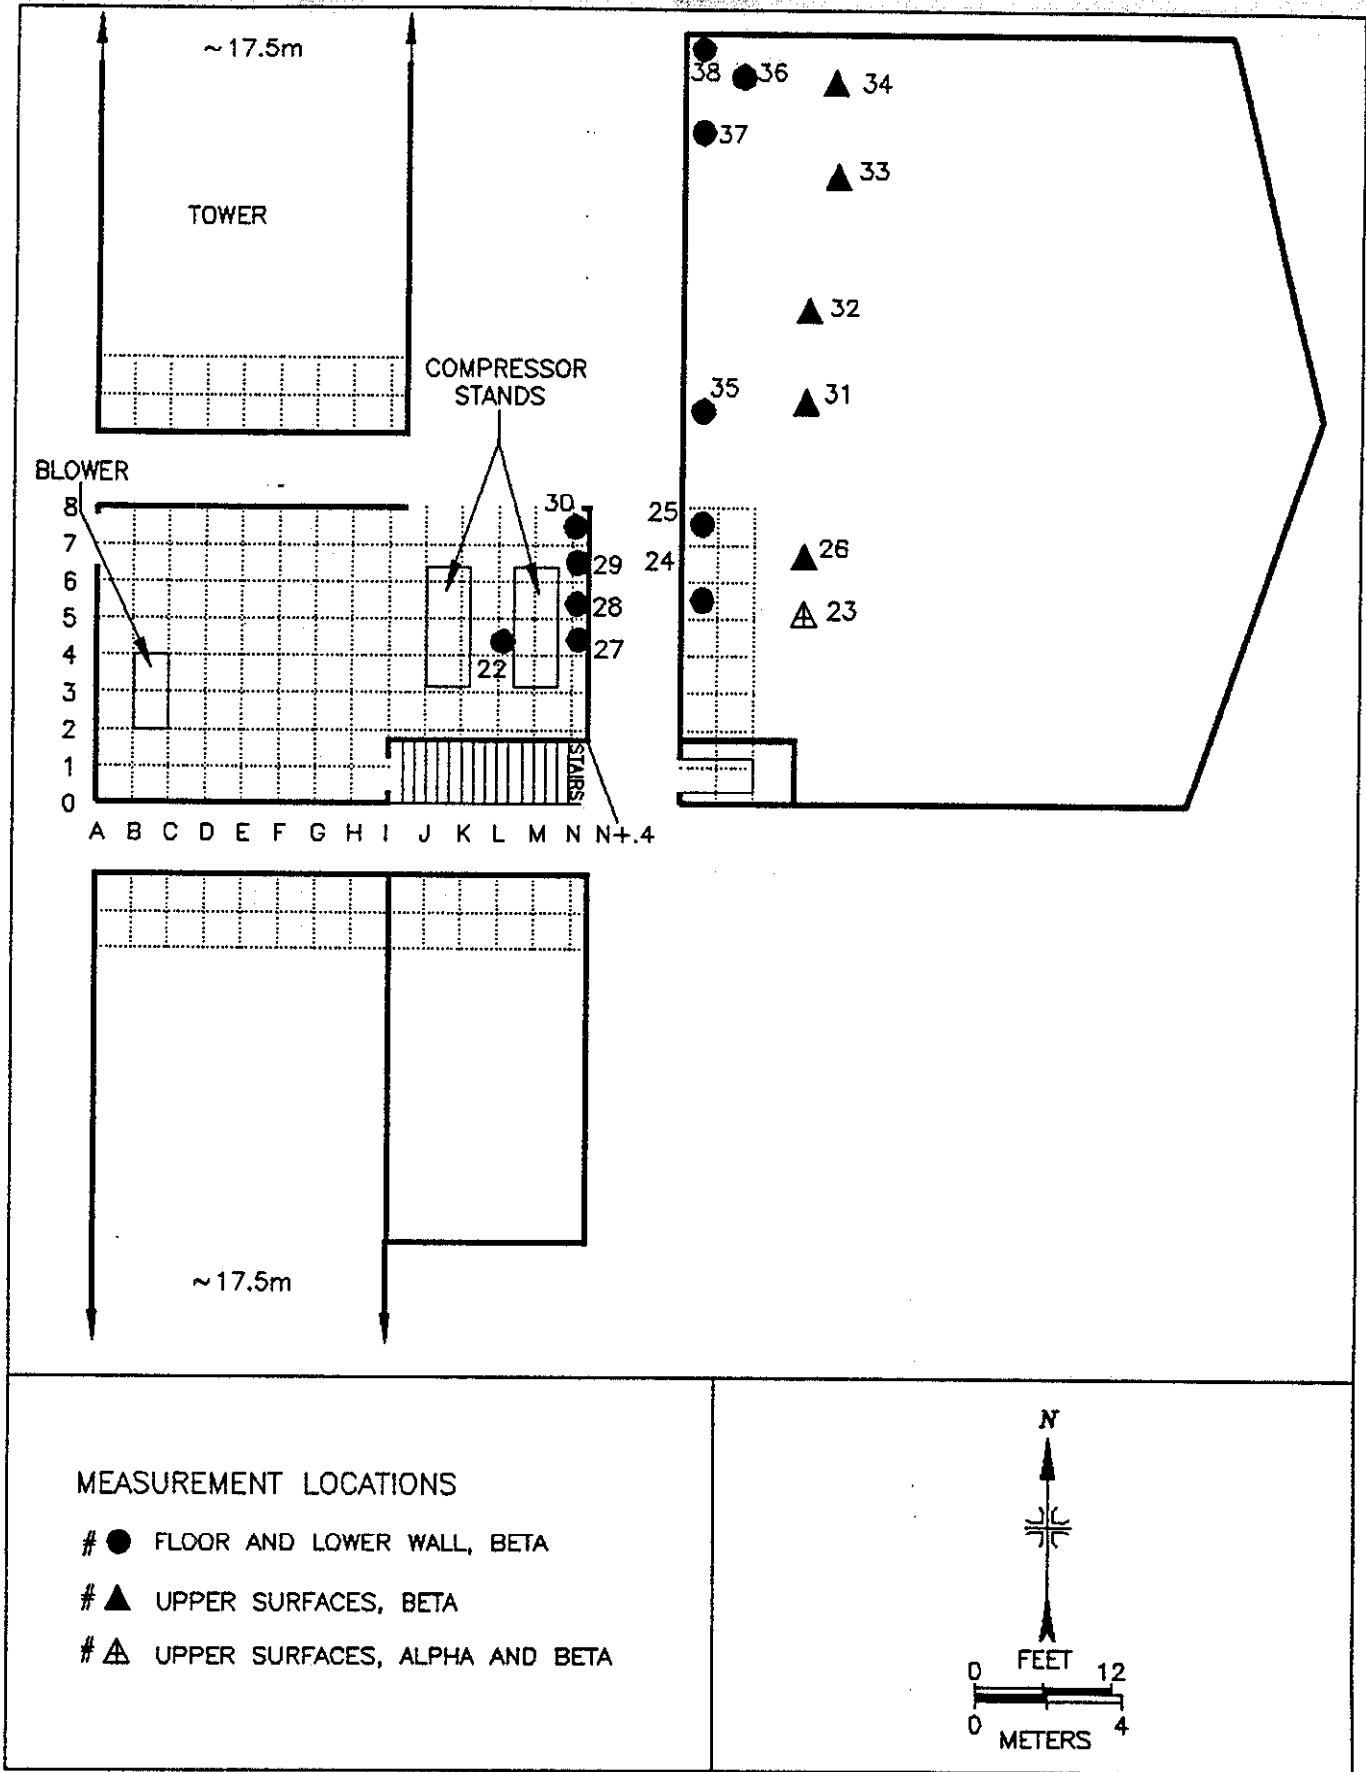 ~17.5m
38
36
34
37
33
TOWER
32
COMPRESSOR
STANDS
35
31
BLOWER
8
30
25
7
29
24
26
6
5
28
23
4
27
22
3
2
1
STAIRS
0
A B C D E F G H I J K L M N N+.4
~17.5m
MEASUREMENT LOCATIONS
# ● FLOOR AND LOWER WALL, BETA
# ▲ UPPER SURFACES, BETA
# △ UPPER SURFACES, ALPHA AND BETA
N
FEET
0 12
0 4
METERS